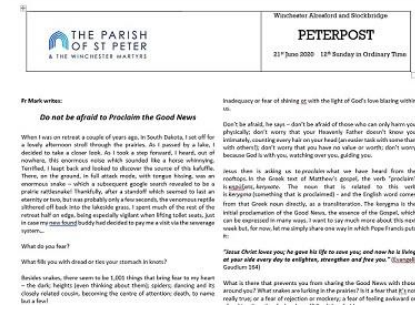 THE PARISH
OF ST PETER
& THE WINCHESTER MARTYRS
Winchester Alresford and Stockbridge
PETERPOST
21st June 2020 12th Sunday in Ordinary Time
Fr Mark writes:
Do not be afraid to Proclaim the Good News
When I was on retreat a couple of years ago, in South Dakota, I set off for
a lovely afternoon stroll through the prairies. As I passed by a lake, I
decided to take a closer look. As I took a step forward, I heard, out of
nowhere, this enormous noise which sounded like a horse whinnying.
Terrified, I leapt back and looked to discover the source of this kerfuffle.
There, on the ground, in full attack mode, with tongue hissing, was an
enormous snake – which a subsequent google search revealed to be a
prairie rattlesnake! Thankfully, after a standoff which seemed to last an
eternity or two, but was probably only a few seconds, the venomous reptile
slithered off back into the lakeside grass. I spent much of the rest of the
retreat half on edge, being especially vigilant when lifting toilet seats, just
in case my new found buddy had decided to pay me a visit via the sewerage
system...
What do you fear?
What fills you with dread or ties your stomach in knots?
Besides snakes, there seem to be 1,001 things that bring fear to my heart
– the dark; heights (even thinking about them); spiders; dancing and its
closely related cousin, becoming the centre of attention; death, to name
but a few!
Inadequacy or fear of shining with the light of God's love blazing within
us.
Don't be afraid, he says – don't be afraid of those who can only harm you
physically; don't worry that your Heavenly Father doesn't know you
intimately, counting every hair on your head (an easier task with some than
with others!); don't worry that you have no value or worth; don't worry
because God is with you, watching over you, guiding you.
Jesus then is asking us to proclaim what we have heard from the
rooftops. In the Greek text of Matthew's gospel, the verb "proclaim"
is The noun that is related to this verb
is kerygma (something that is proclaimed) – and the English word comes
from that Greek noun directly, as a transliteration. The kerygma is the
initial proclamation of the Good News, the essence of the Gospel, which
can be expressed in many ways. I want to say much more about this next
week but, for now, let me simply share one way in which Pope Francis puts
it:
"Jesus Christ loves you; he gave his life to save you; and now he is living
at your side every day to enlighten, strengthen and free you." (Evangelii
Gaudium 164)
What is there that prevents you from sharing the Good News with those
around you? What snakes are lurking in the prairies? Is it a fear that it's not
really true; or a fear of rejection or mockery; a fear of feeling awkward